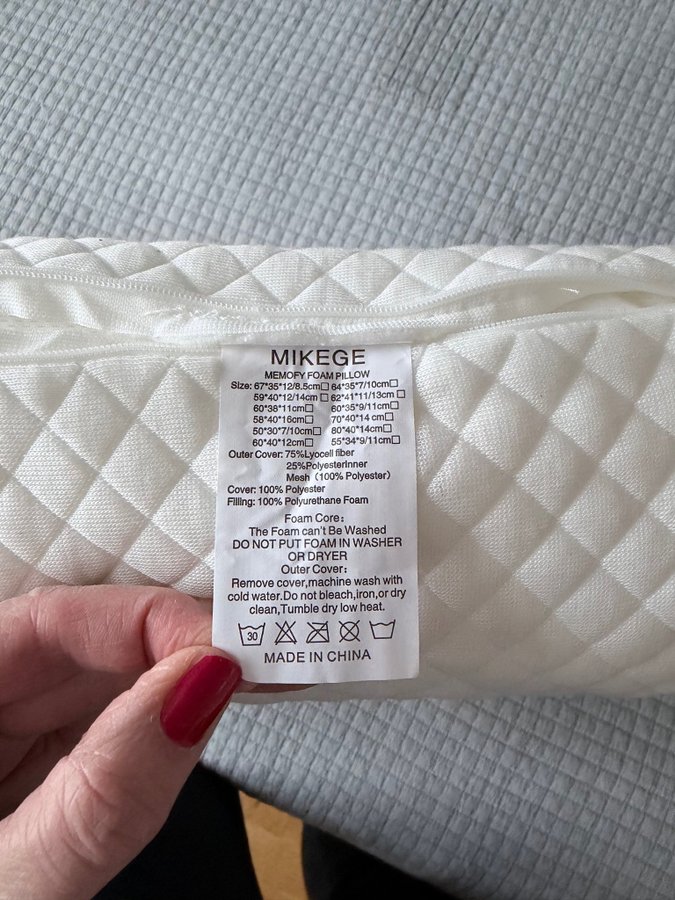 MIKEGE
MEMOFY FOAM PILLOW
Size: 67*35*12/8.5cm 64*35*7/10cm
59*40*12/14cm 62*41*11/13cm
60*38*11cm 60*35*9/11cm
58*40*16cm 70*40*14 cm
50*30*7/10cm 80*40*14cm
60*40*12cm 55*34*9/11cm
Outer Cover: 75%Lyocell fiber
25%Polyesterinner
Mesh (100% Polyester)
Cover: 100% Polyester
Filling: 100% Polyurethane Foam
Foam Core:
The Foam can't Be Washed
DO NOT PUT FOAM IN WASHER
OR DRYER
Outer Cover:
Remove cover,machine wash with
cold water.Do not bleach,iron,or dry
clean,Tumble dry low heat.
30
MADE IN CHINA